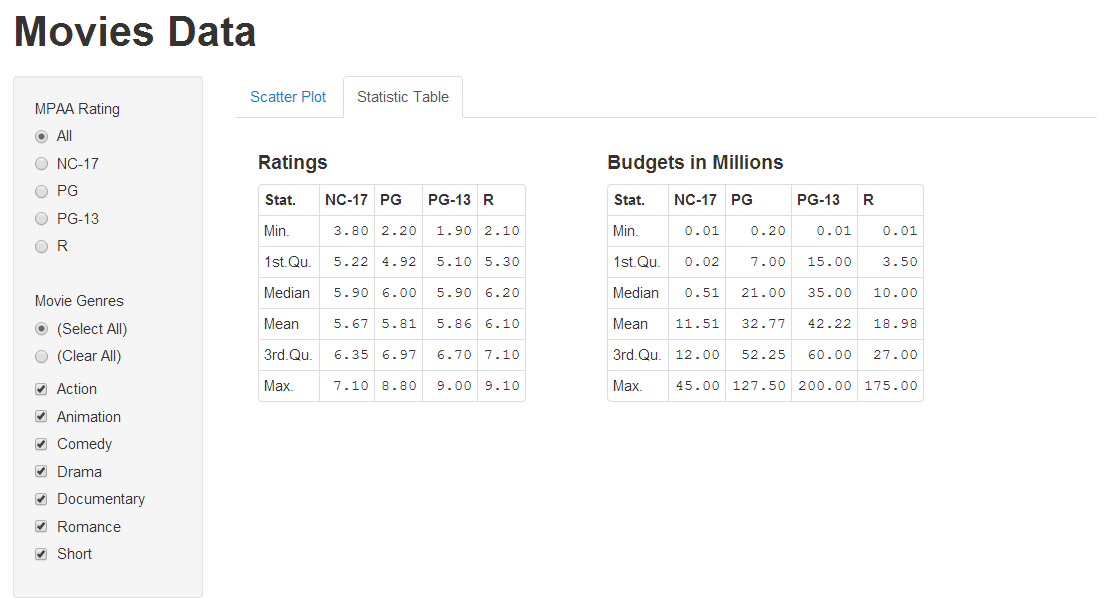 Movies Data
MPAA Rating
All
NC-17
PG
PG-13
R
Movie Genres
(Select All)
(Clear All)
Action
Animation
Comedy
Drama
Documentary
Romance
Short
Scatter Plot
Statistic Table
Ratings
Stat. NC-17 PG PG-13 R
Min. 3.80 2.20 1.90 2.10
1st.Qu. 5.22 4.92 5.10 5.30
Median 5.90 6.00 5.90 6.20
Mean 5.67 5.81 5.86 6.10
3rd.Qu. 6.35 6.97 6.70 7.10
Max. 7.10 8.80 9.00 9.10
Budgets in Millions
Stat. NC-17 PG PG-13 R
Min. 0.01 0.20 0.01 0.01
1st.Qu. 0.02 7.00 15.00 3.50
Median 0.51 21.00 35.00 10.00
Mean 11.51 32.77 42.22 18.98
3rd.Qu. 12.00 52.25 60.00 27.00
Max. 45.00 127.50 200.00 175.00